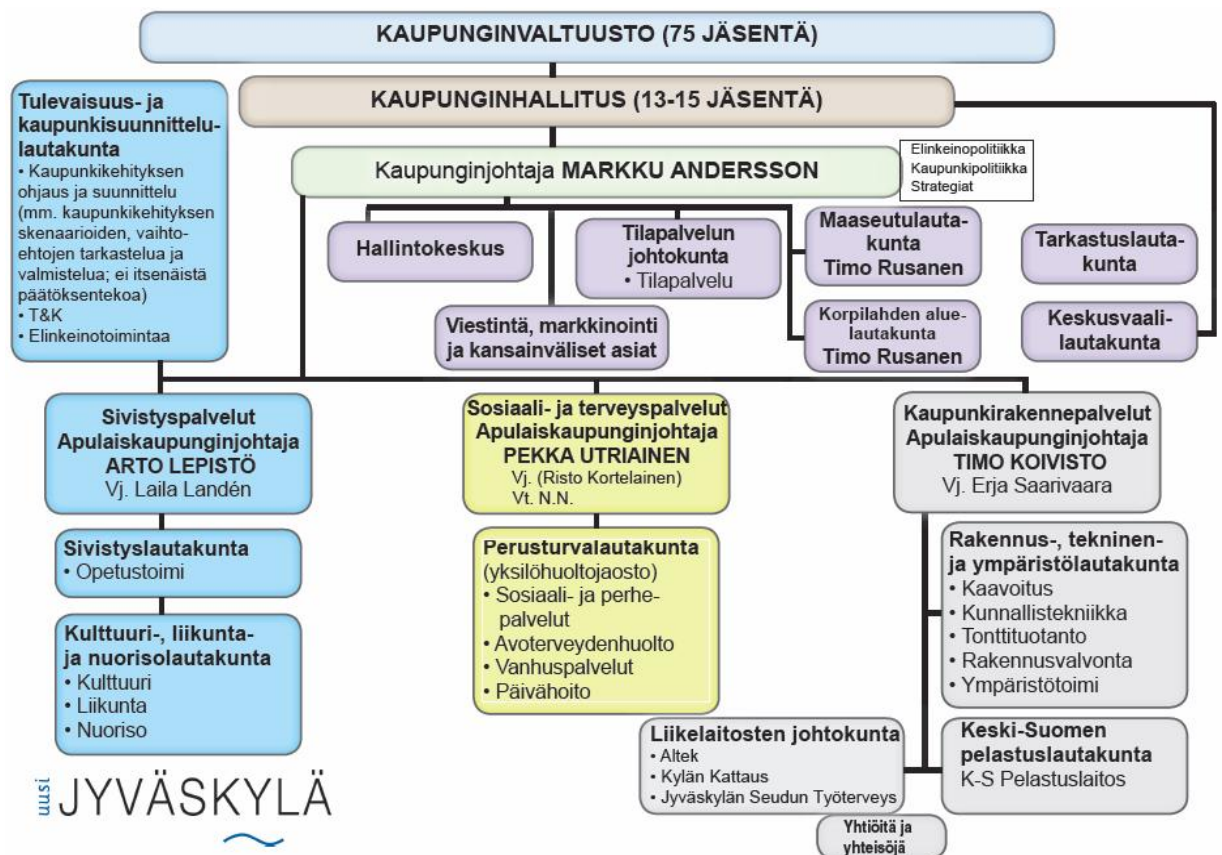 KAUPUNGINVALTUUSTO (75 JÄSENTÄ)
KAUPUNGINHALLITUS (13-15 JÄSENTÄ)
Tulevaisuus- ja
kaupunkisuunnittelu-
lautakunta
• Kaupunkikehityksen
ohjaus ja suunnittelu
(mm. kaupunkikehityksen
skenaarioiden, vaihto-
ehtojen tarkastelua ja
valmistelua; ei itsenäistä
päätöksentekoa)
• T&K
• Elinkeinotoimintaa
Kaupunginjohtaja MARKKU ANDERSSON
Elinkeinopolitiikka
Kaupunkipolitiikka
Strategiat
Hallintokeskus
Tilapalvelun
johtokunta
• Tilapalvelu
Maaseutulauta-
kunta
Timo Rusanen
Tarkastuslauta-
kunta
Viestintä, markkinointi
ja kansainväliset asiat
Korpilahden alue-
lautakunta
Timo Rusanen
Keskusvaali-
lautakunta
Sivistyspalvelut
Apulaiskaupunginjohtaja
ARTO LEPISTÖ
Vj. Laila Landén
Sivistyslautakunta
• Opetustoimi
Kulttuuri-, liikunta-
ja nuorisolautakunta
• Kulttuuri
• Liikunta
• Nuoriso
Sosiaali- ja terveyspalvelut
Apulaiskaupunginjohtaja
PEKKA UTRIAINEN
Vj. (Risto Kortelainen)
Vt. N.N.
Perusturvalautakunta
(yksilöhuoltojaosto)
• Sosiaali- ja perhe-
palvelut
• Avoterveydenhuolto
• Vanhuspalvelut
• Päivähoito
Kaupunkirakennepalvelut
Apulaiskaupunginjohtaja
TIMO KOIVISTO
Vj. Erja Saarivaara
Rakennus-, tekninen-
ja ympäristölautakunta
• Kaavoitus
• Kunnallistekniikka
• Tonttituotanto
• Rakennusvalvonta
• Ympäristötoimi
Liikelaitosten johtokunta
• Altek
• Kylän Kattaus
• Jyväskylän Seudun Työterveys
Keski-Suomen
pelastuslautakunta
K-S Pelastuslaitos
Yhtiöitä ja
yhteisöjä
uusi JYVÄSKYLÄ